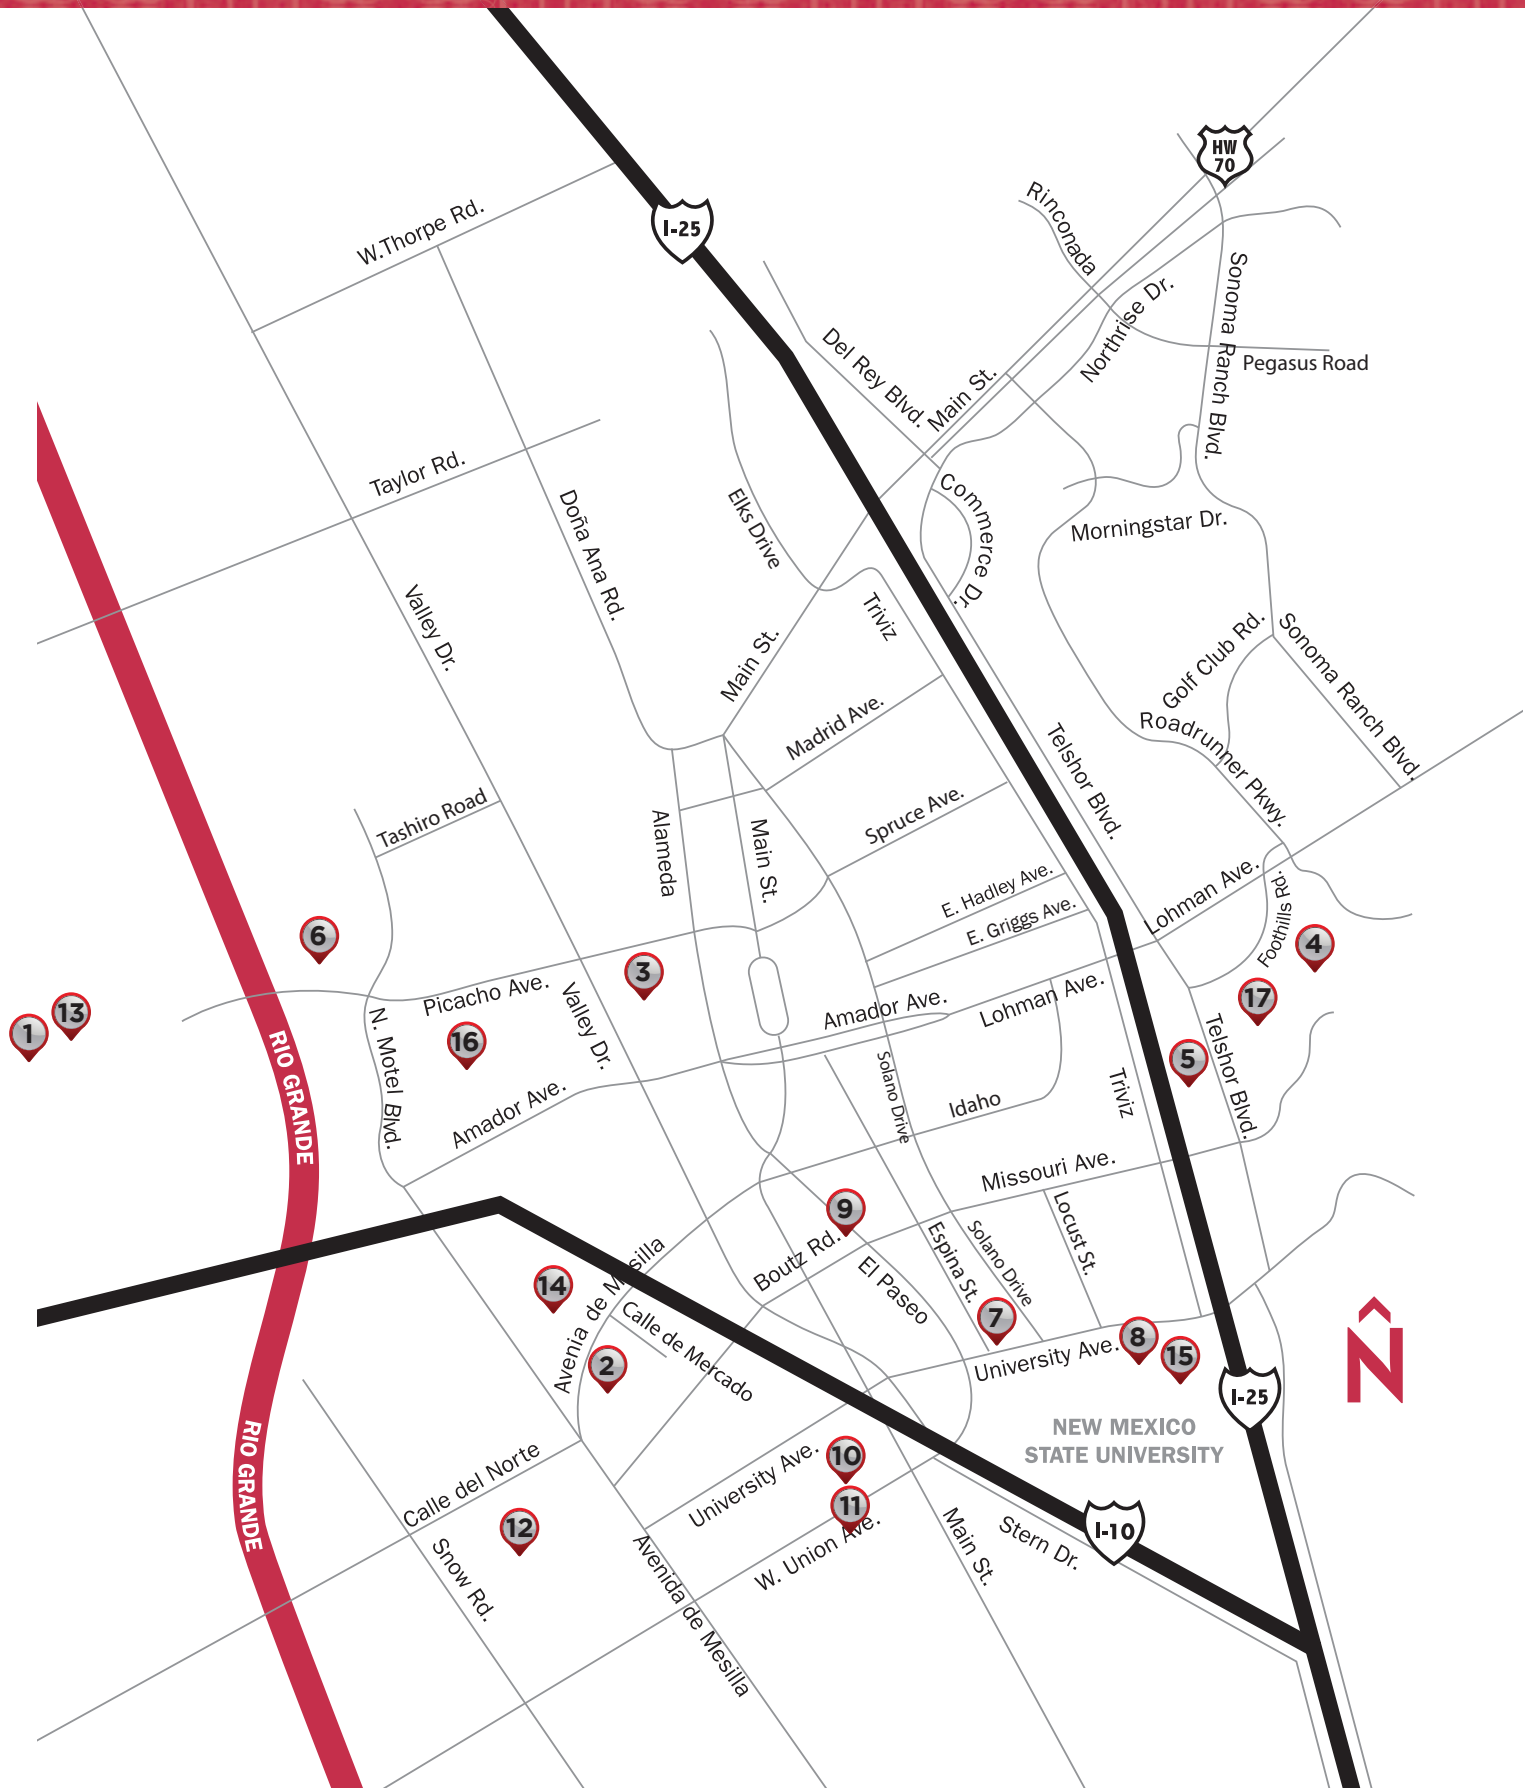 HW
70
Rinconada
W.Thorpe Rd.
I-25
Sonoma Ranch Blvd.
Northrise Dr.
Del Rey Blvd.
Main St.
Pegasus Road
Taylor Rd.
Doña Ana Rd.
Elks Drive
Commerce Dr.
Morningstar Dr.
Valley Dr.
Triviz
Main St.
Golf Club Rd.
Sonoma Ranch Blvd.
Madrid Ave.
Roadrunner Pkwy.
Telshor Blvd.
Tashiro Road
Alameda
Main St.
Spruce Ave.
E. Hadley Ave.
E. Griggs Ave.
Lohman Ave.
Foothills Rd.
6
3
4
17
1
13
Picacho Ave.
Valley Dr.
Amador Ave.
Lohman Ave.
16
N. Motel Blvd.
RIO GRANDE
Amador Ave.
Solano Drive
Idaho
Triviz
5
Telshor Blvd.
Missouri Ave.
9
Locust St.
Boutz Rd.
El Paseo
Espina St.
Solano Drive
14
Avenia de Mesilla
Calle de Mercado
2
7
University Ave.
8
15
N
I-25
NEW MEXICO
STATE UNIVERSITY
RIO GRANDE
Calle del Norte
University Ave.
10
11
12
W. Union Ave.
Snow Rd.
Avenida de Mesilla
Main St.
Stern Dr.
I-10